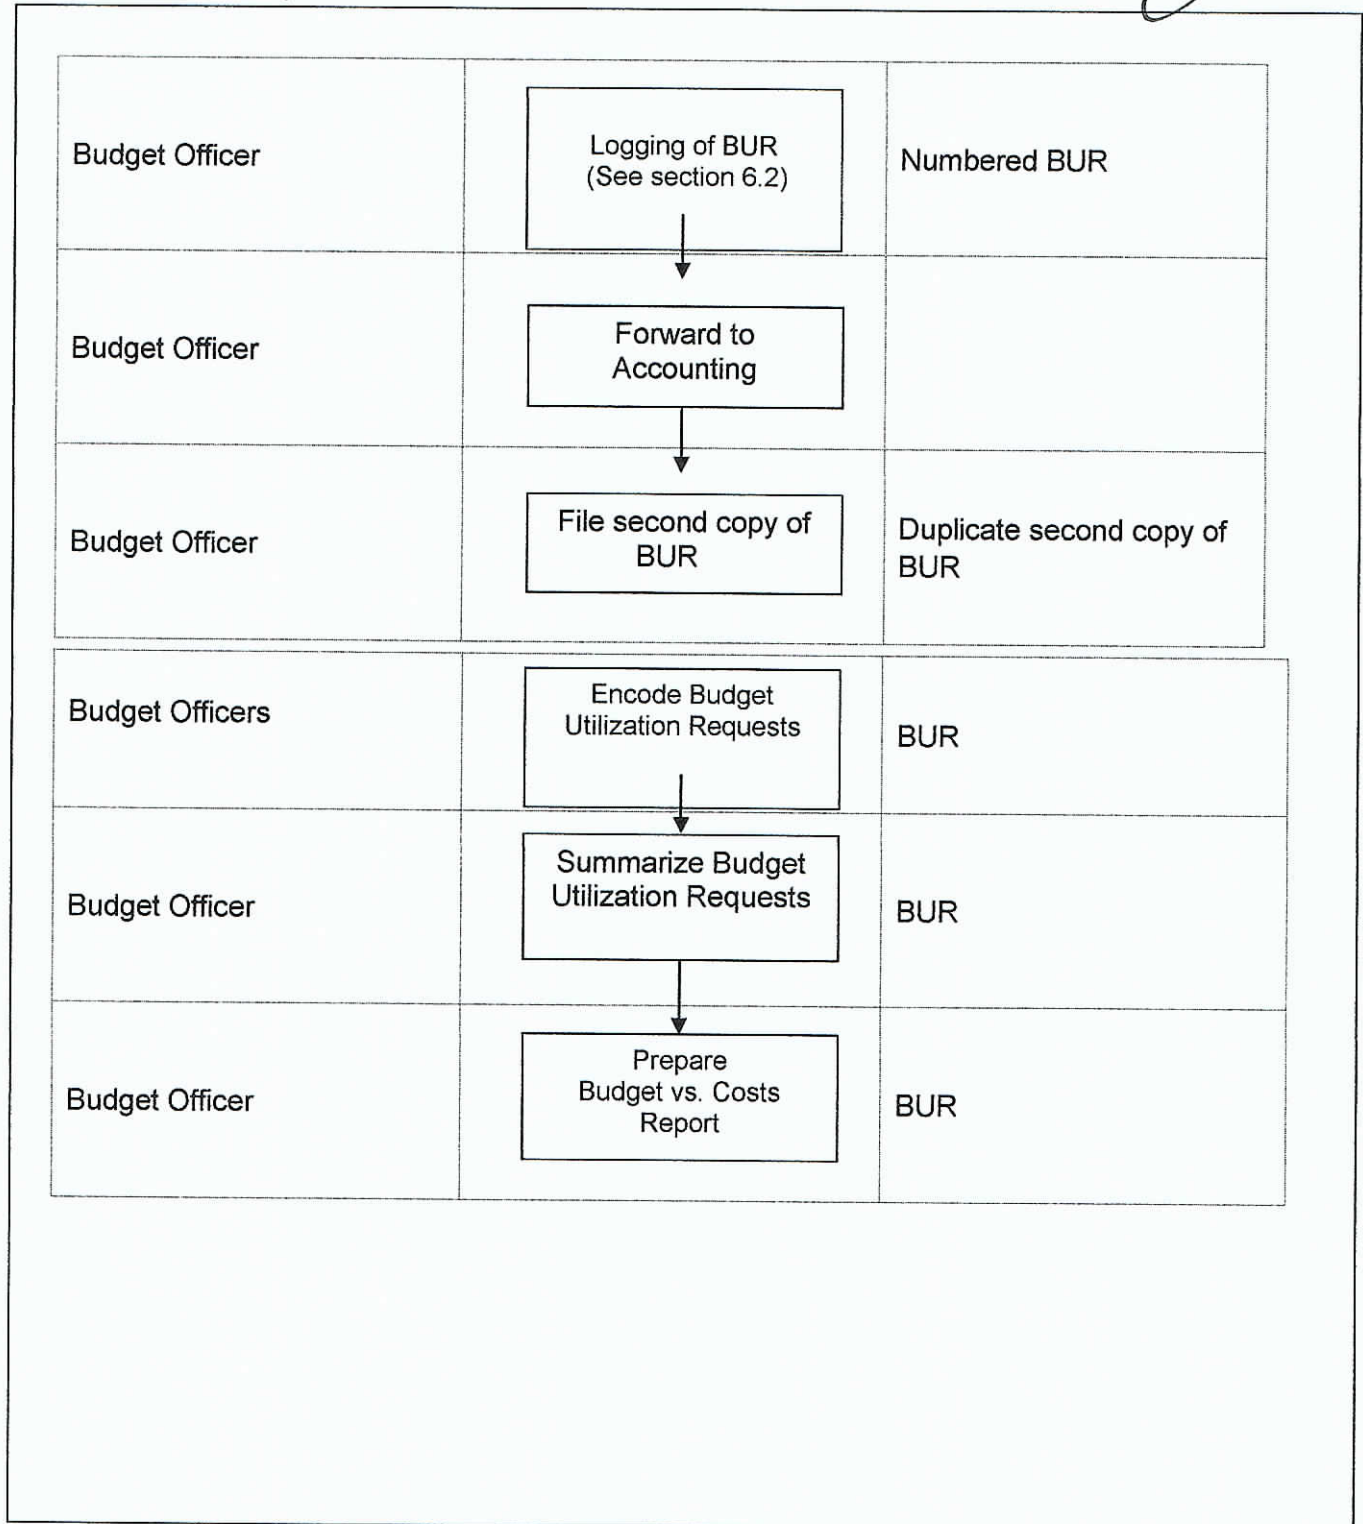 Budget Officer
Logging of BUR
(See section 6.2)
Numbered BUR
Budget Officer
Forward to
Accounting
Budget Officer
File second copy of
BUR
Duplicate second copy of
BUR
Budget Officers
Encode Budget
Utilization Requests
BUR
Budget Officer
Summarize Budget
Utilization Requests
BUR
Budget Officer
Prepare
Budget vs. Costs
Report
BUR